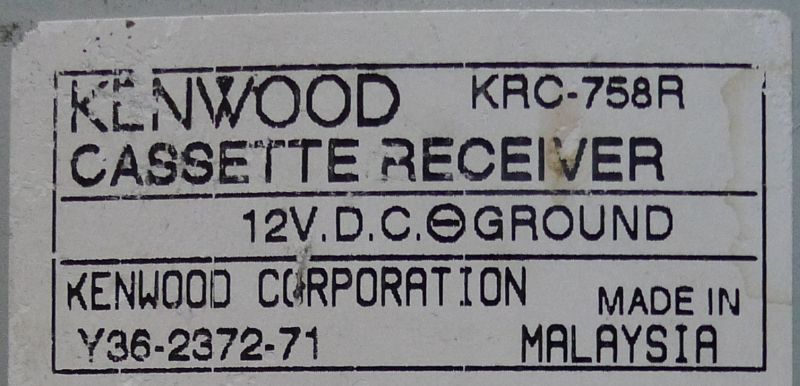 KENWOOD KRC-758R
CASSETTE RECEIVER
12V.D.C.⊖GROUND
KENWOOD CORPORATION MADE IN
Y36-2372-71 MALAYSIA